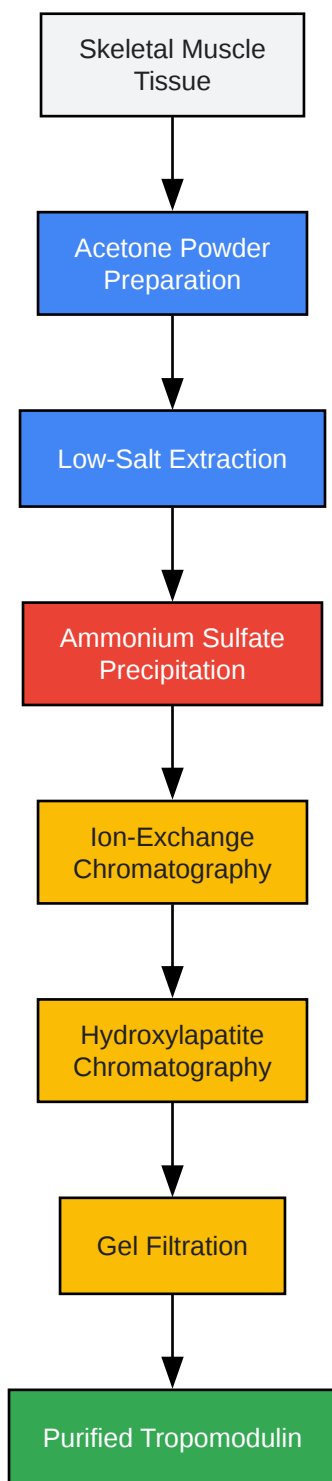 Skeletal Muscle
Tissue
Acetone Powder
Preparation
Low-Salt Extraction
Ammonium Sulfate
Precipitation
Ion-Exchange
Chromatography
Hydroxylapatite
Chromatography
Gel Filtration
Purified Tropomodulin